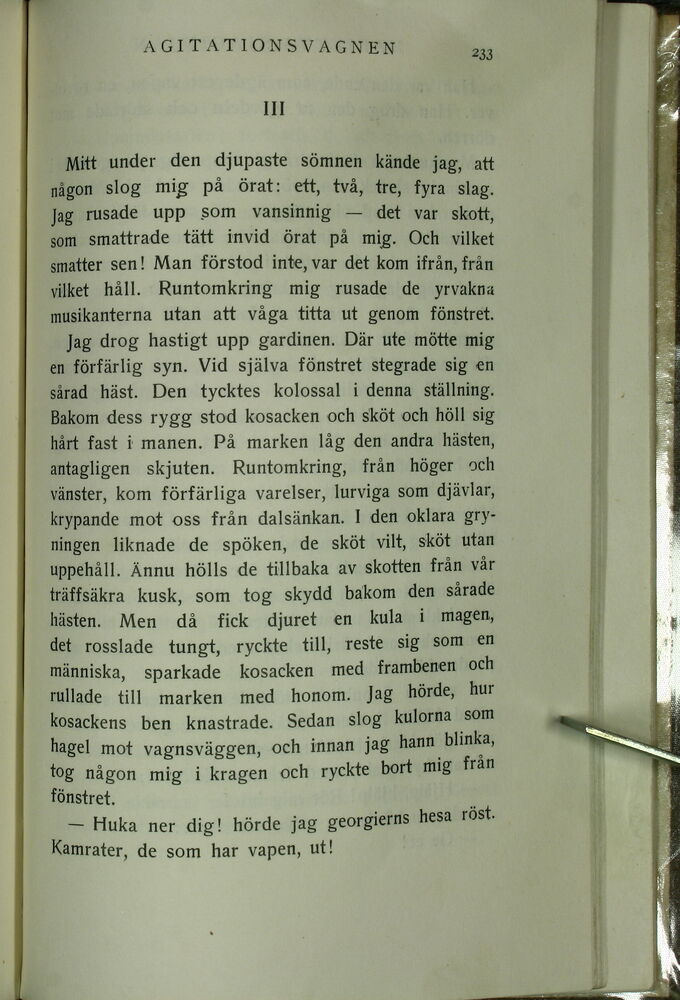 AGITATIONSVAGNEN 233
III
Mitt under den djupaste sömnen kände jag, att
någon slog mig på örat: ett, två, tre, fyra slag.
Jag rusade upp som vansinnig — det var skott,
som smattrade tätt invid örat på mig. Och vilket
smatter sen! Man förstod inte, var det kom ifrån, från
vilket håll. Runtomkring mig rusade de yrvakna
musikanterna utan att våga titta ut genom fönstret.
Jag drog hastigt upp gardinen. Där ute mötte mig
en förfärlig syn. Vid själva fönstret stegrade sig en
sårad häst. Den tycktes kolossal i denna ställning.
Bakom dess rygg stod kosacken och sköt och höll sig
hårt fast i manen. På marken låg den andra hästen,
antagligen skjuten. Runtomkring, från höger och
vänster, kom förfärliga varelser, lurviga som djävlar,
krypande mot oss från dalsänkan. I den oklara gry-
ningen liknade de spöken, de sköt vilt, sköt utan
uppehåll. Ännu hölls de tillbaka av skotten från vår
träffsäkra kusk, som tog skydd bakom den sårade
hästen. Men då fick djuret en kula i magen,
det rosslade tungt, ryckte till, reste sig som en
människa, sparkade kosacken med frambenen och
rullade till marken med honom. Jag hörde, hur
kosackens ben knastrade. Sedan slog kulorna som
hagel mot vagnsväggen, och innan jag hann blinka,
tog någon mig i kragen och ryckte bort mig från
fönstret.
— Huka ner dig! hörde jag georgierns hesa röst.
Kamrater, de som har vapen, ut!